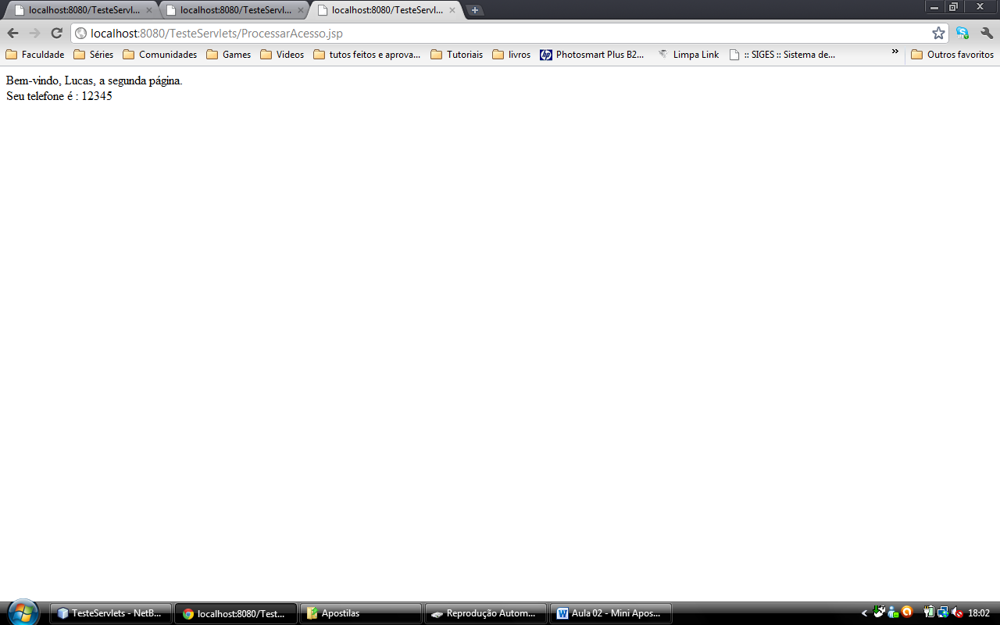 localhost:8080/TesteServl...
localhost:8080/TesteServl...
localhost:8080/TesteServl...
localhost:8080/TesteServlets/ProcessarAcesso.jsp
Faculdade
Séries
Comunidades
Games
Videos
tutos feitos e aprova...
Tutoriais
livros
hp
Photosmart Plus B2...
Limpa Link
:: SIGES :: Sistema de...
»
Outros favoritos
Bem-vindo, Lucas, a segunda página.
Seu telefone é : 12345
TesteServlets - NetB...
localhost:8080/Test...
Apostilas
Reprodução Autom...
Aula 02 - Mini Apos...
18:02